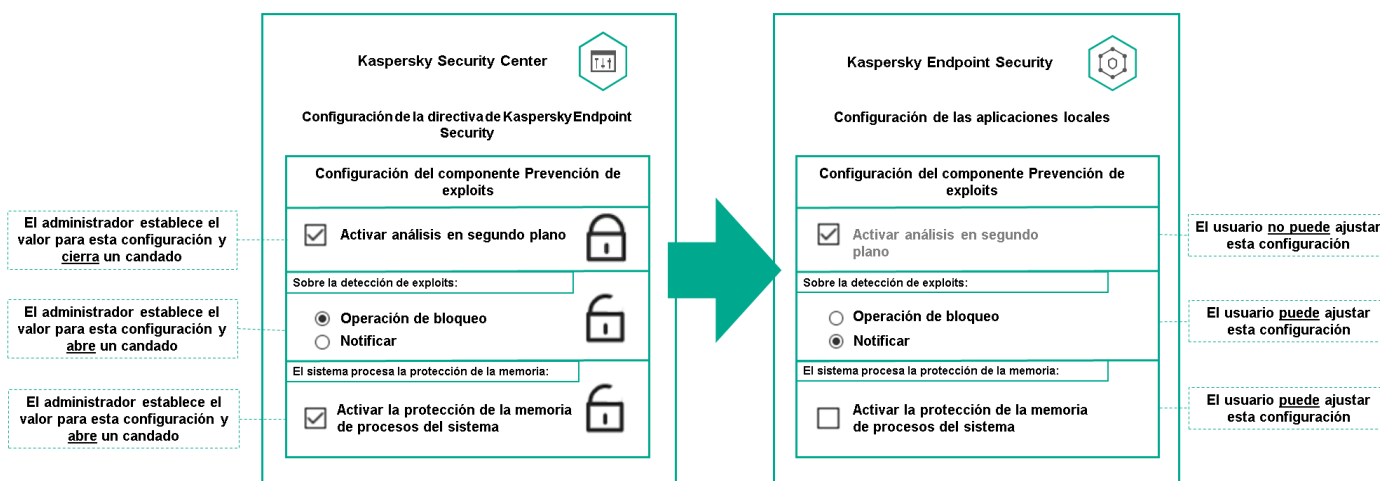 Kaspersky Security Center
Configuración de la directiva de Kaspersky Endpoint
Security
Configuración del componente Prevención de
exploits
El administrador establece el
valor para esta configuración y
cierra un candado
Activar análisis en segundo plano
Sobre la detección de exploits:
El administrador establece el
valor para esta configuración y
abre un candado
Operación de bloqueo
Notificar
El sistema procesa la protección de la memoria:
El administrador establece el
valor para esta configuración y
abre un candado
Activar la protección de la memoria
de procesos del sistema
Kaspersky Endpoint Security
Configuración de las aplicaciones locales
Configuración del componente Prevención de
exploits
Activar análisis en segundo
plano
El usuario no puede ajustar
esta configuración
Sobre la detección de exploits:
Operación de bloqueo
Notificar
El usuario puede ajustar
esta configuración
El sistema procesa la protección de la memoria:
Activar la protección de la memoria
de procesos del sistema
El usuario puede ajustar
esta configuración